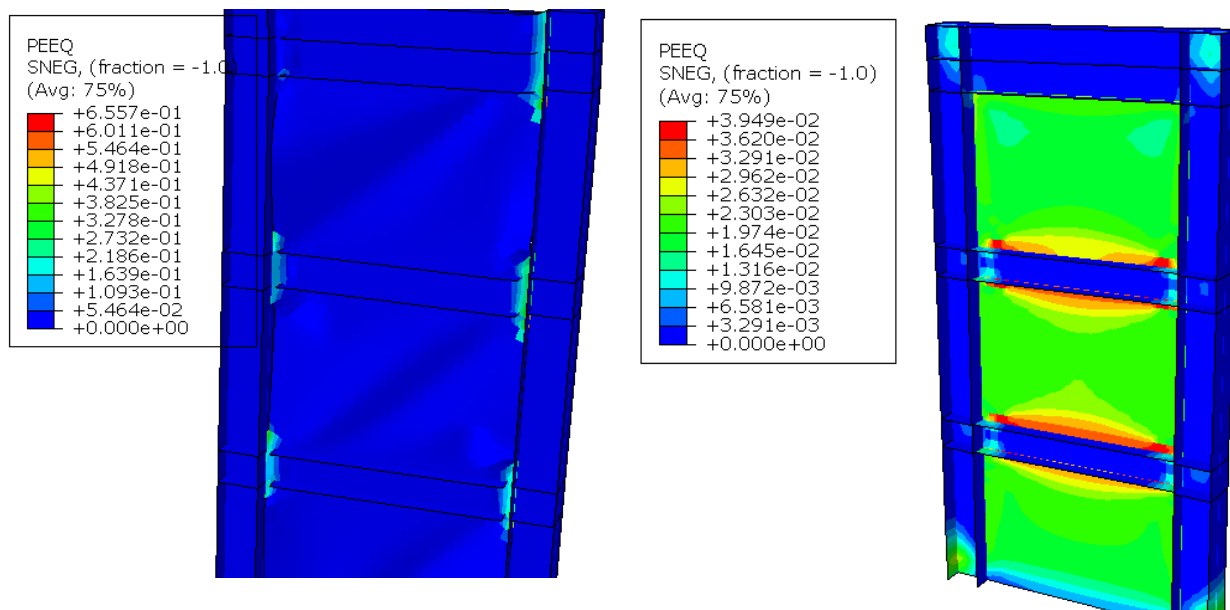 PEEQ
SNEG, (fraction = -1.0)
(Avg: 75%)
+6.557e-01
+6.011e-01
+5.464e-01
+4.918e-01
+4.371e-01
+3.825e-01
+3.278e-01
+2.732e-01
+2.186e-01
+1.639e-01
+1.093e-01
+5.464e-02
+0.000e+00
PEEQ
SNEG, (fraction = -1.0)
(Avg: 75%)
+3.949e-02
+3.620e-02
+3.291e-02
+2.962e-02
+2.632e-02
+2.303e-02
+1.974e-02
+1.645e-02
+1.316e-02
+9.872e-03
+6.581e-03
+3.291e-03
+0.000e+00